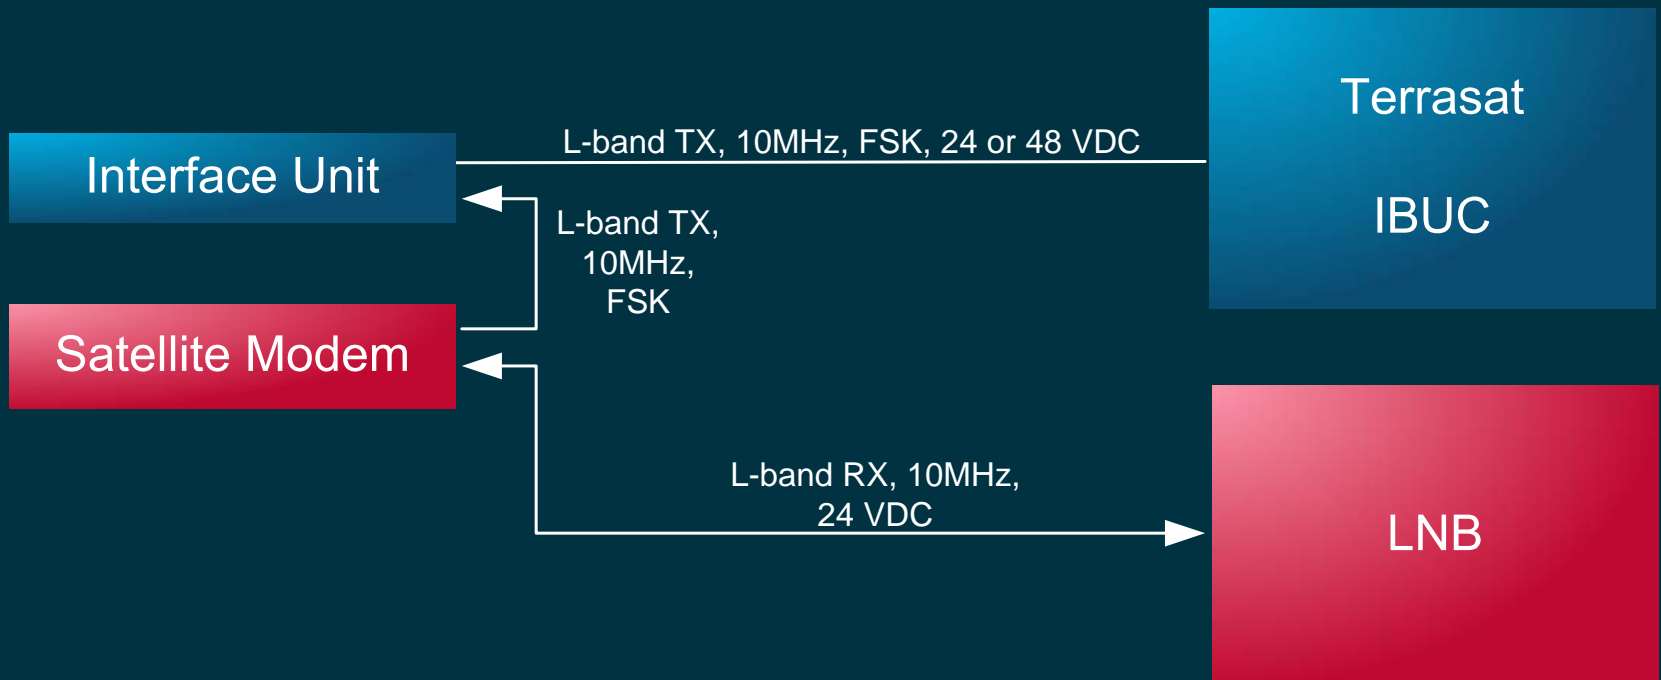 Terrasat
IBUC
L-band TX, 10MHz, FSK, 24 or 48 VDC
Interface Unit
L-band TX,
10MHz,
FSK
Satellite Modem
L-band RX, 10MHz,
24 VDC
LNB